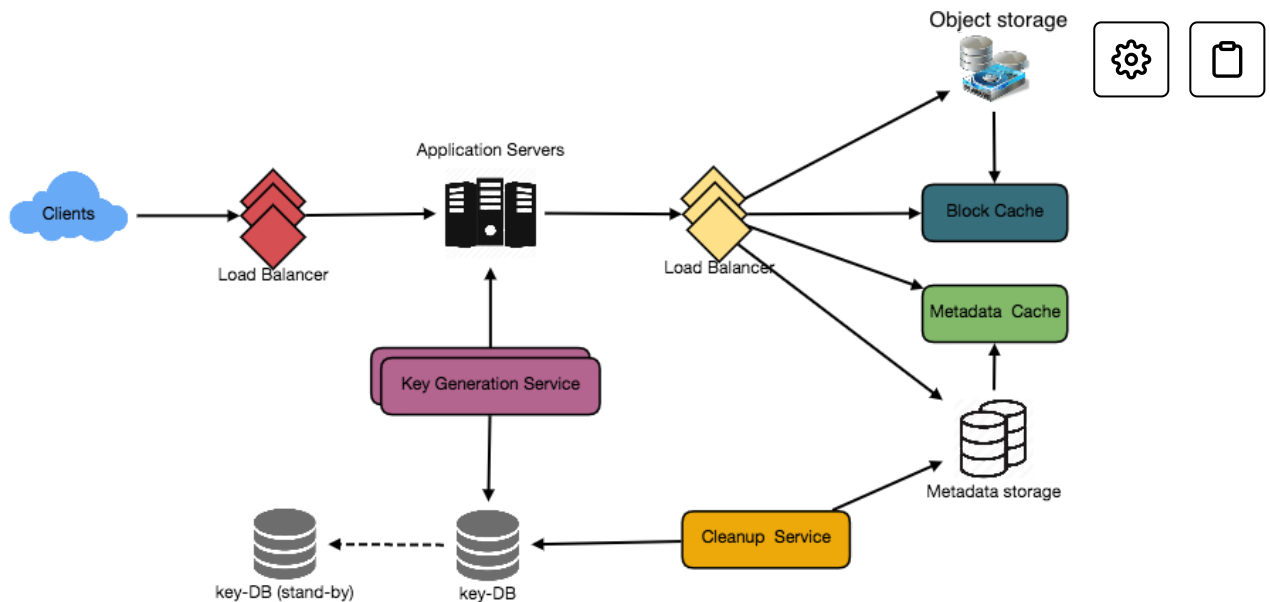 Object storage
Application Servers
Clients
Block Cache
Load Balancer
Load Balancer
Metadata  Cache
Key Generation Service
Metadata storage
Cleanup  Service
key-DB (stand-by)
key-DB